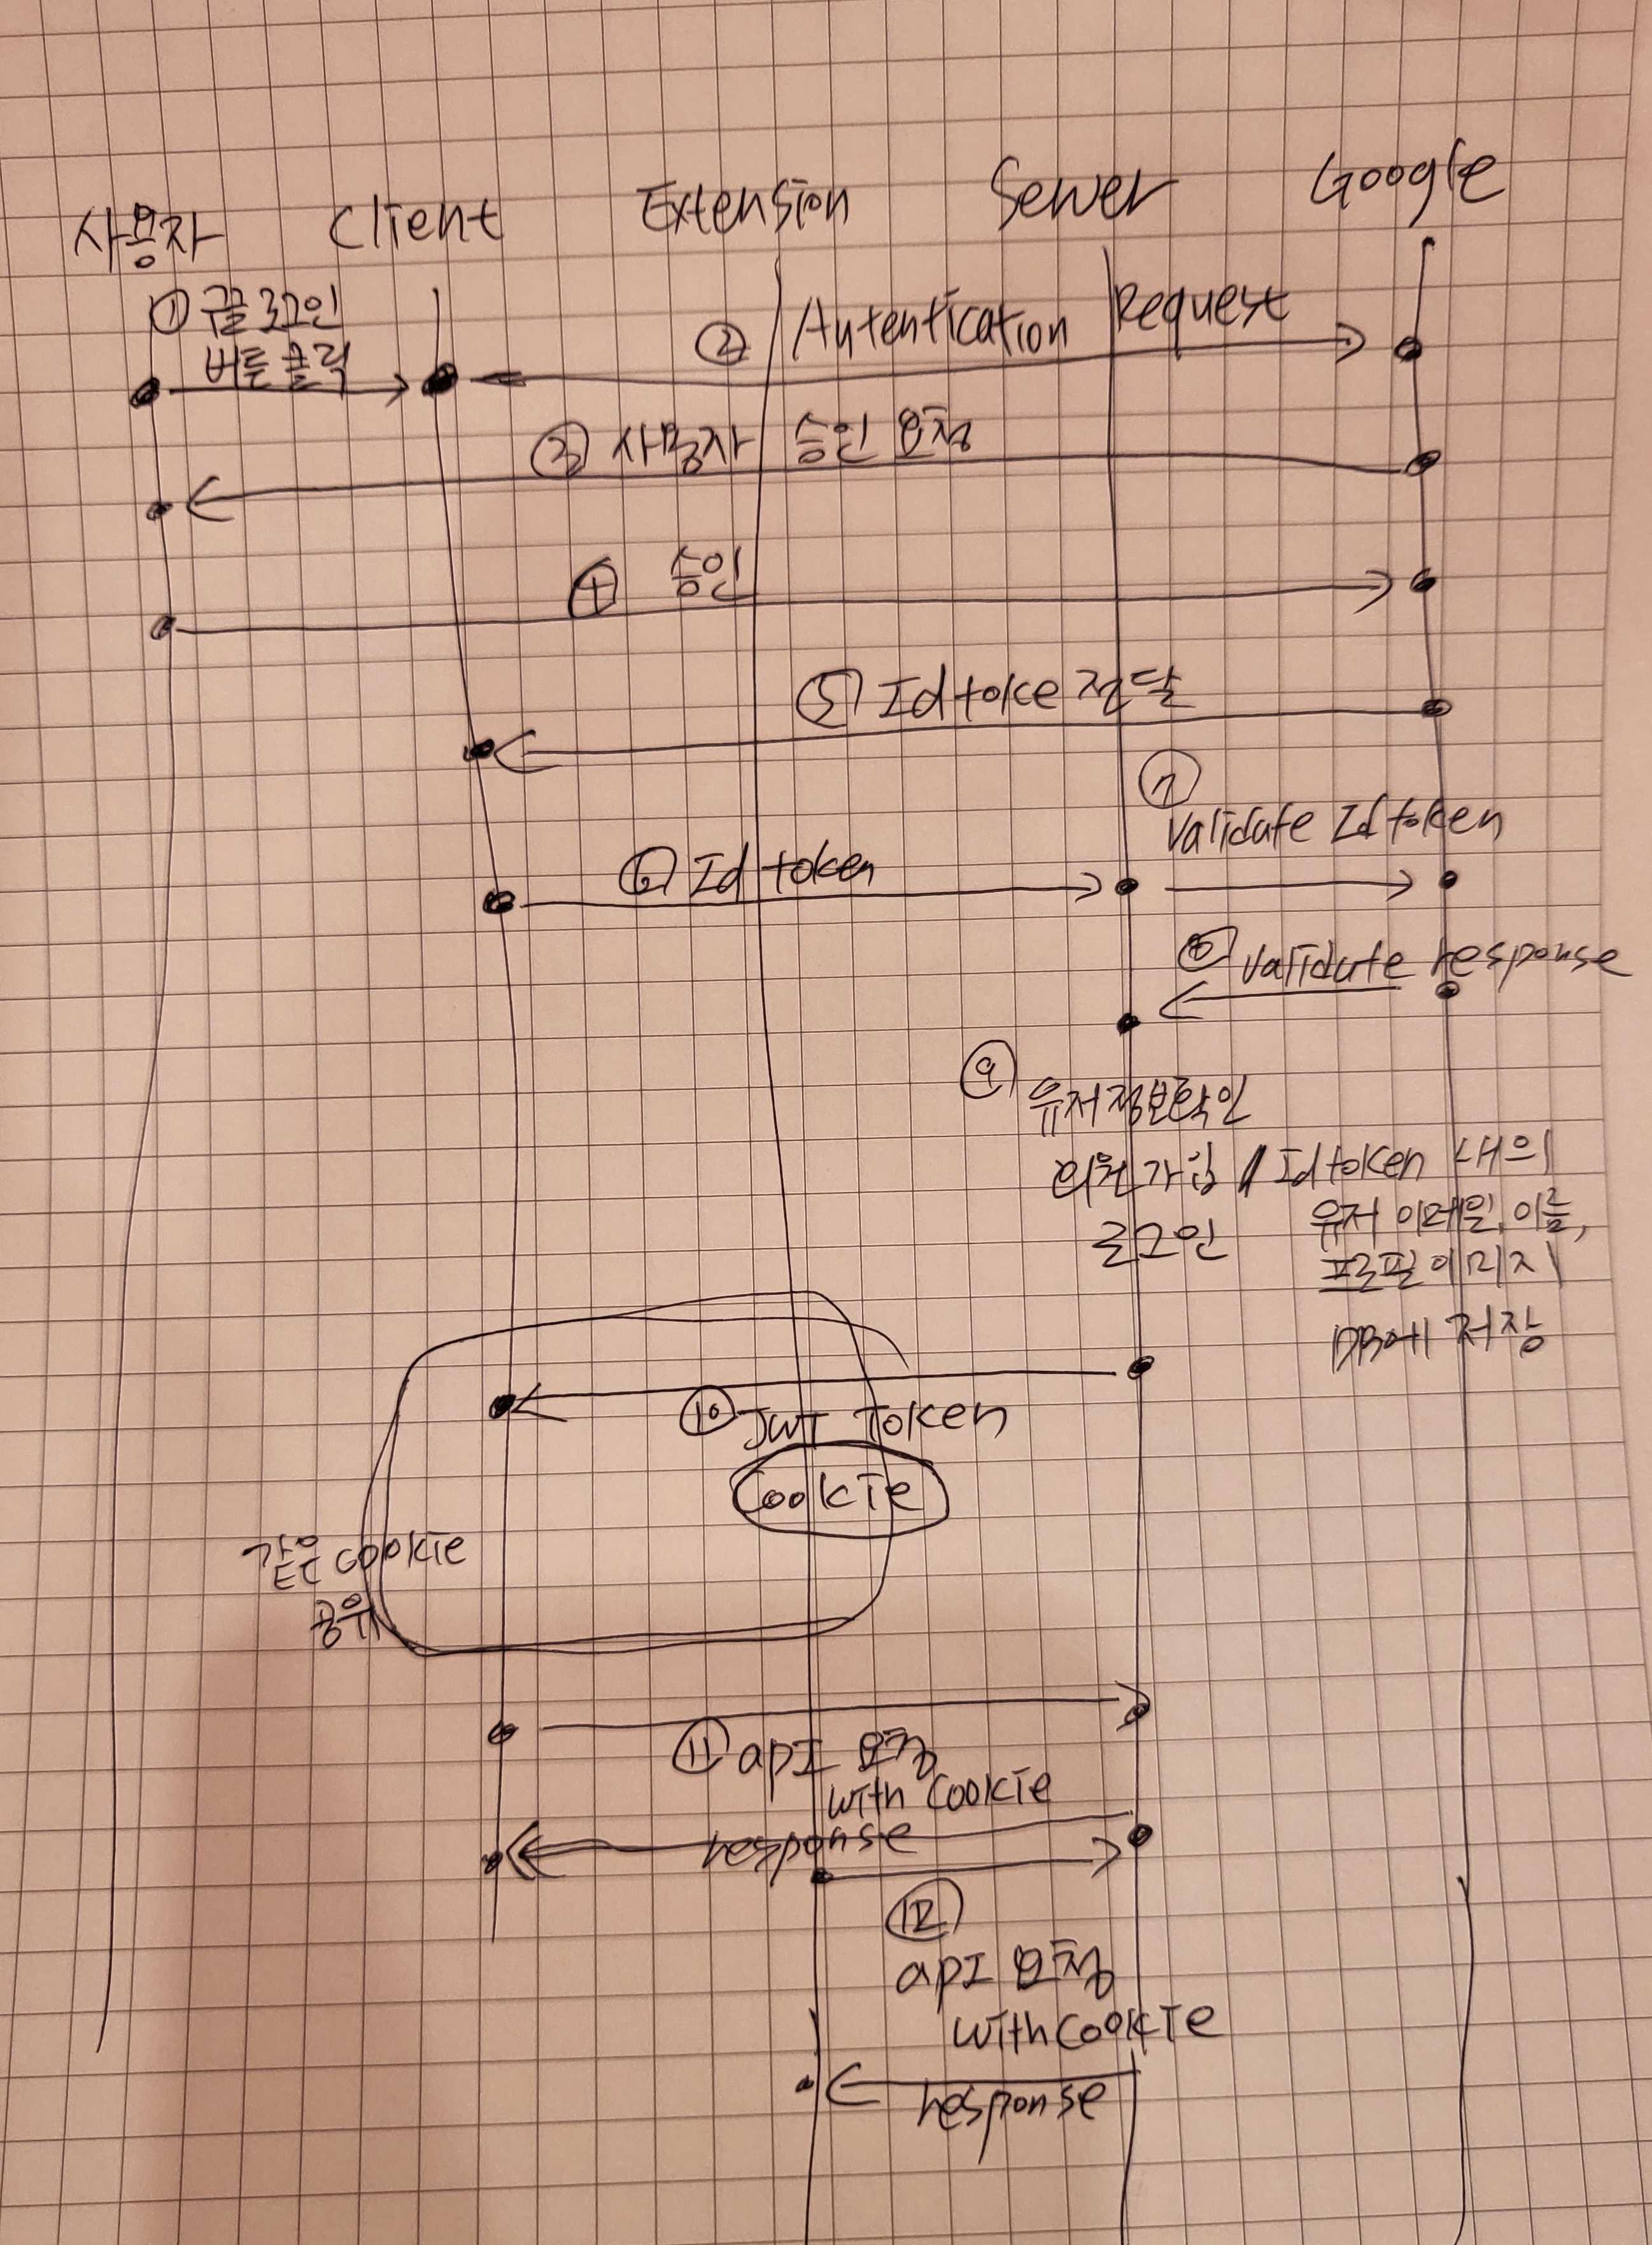 사용자 Client Extension Server Google
① 구글 로그인
버튼 클릭
② Autentication Request
③ 사용자 승인 요청
④ 승인
⑤ Id toke 전달
⑦
Validate Id token
⑥ Id token
⑧ validate response
⑨ 유저정보확인
회원가입 / Id token 내의
로그인 유저 이메일, 이름,
프로필 이미지
DB에 저장
⑩ JWT Token
Cookie
같은 cookie
공유
⑪ apI 요청
with Cookie
response
⑫
apI 요청
with cookie
response